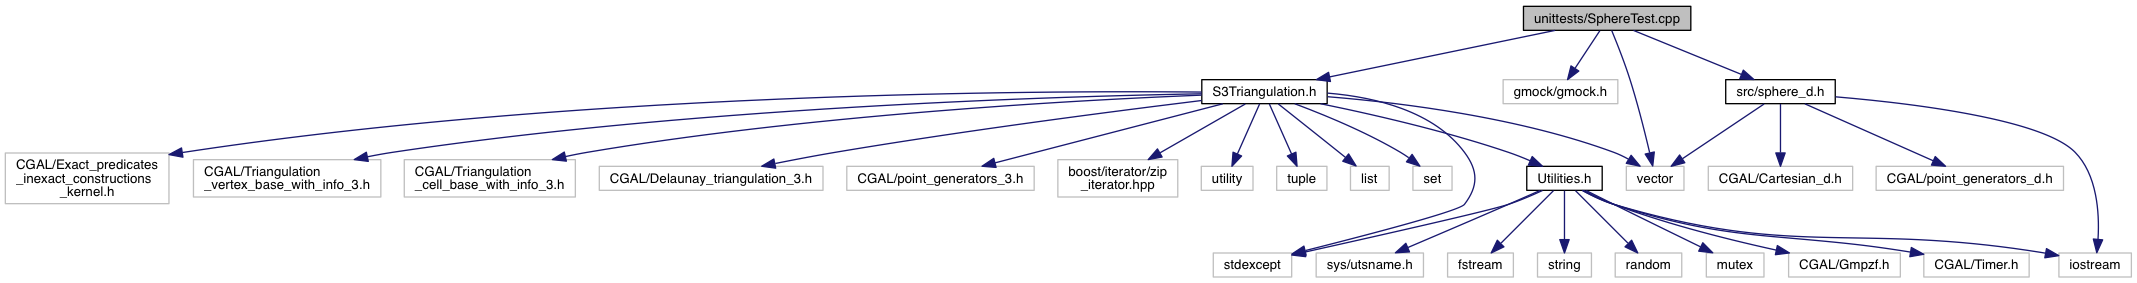 unittests/SphereTest.cpp
S3Triangulation.h
gmock/gmock.h
src/sphere_d.h
CGAL/Exact_predicates
_inexact_constructions
_kernel.h
CGAL/Triangulation
_vertex_base_with_info_3.h
CGAL/Triangulation
_cell_base_with_info_3.h
CGAL/Delaunay_triangulation_3.h
CGAL/point_generators_3.h
boost/iterator/zip
_iterator.hpp
utility
tuple
list
set
Utilities.h
vector
CGAL/Cartesian_d.h
CGAL/point_generators_d.h
stdexcept
sys/utsname.h
fstream
string
random
mutex
CGAL/Gmpzf.h
CGAL/Timer.h
iostream